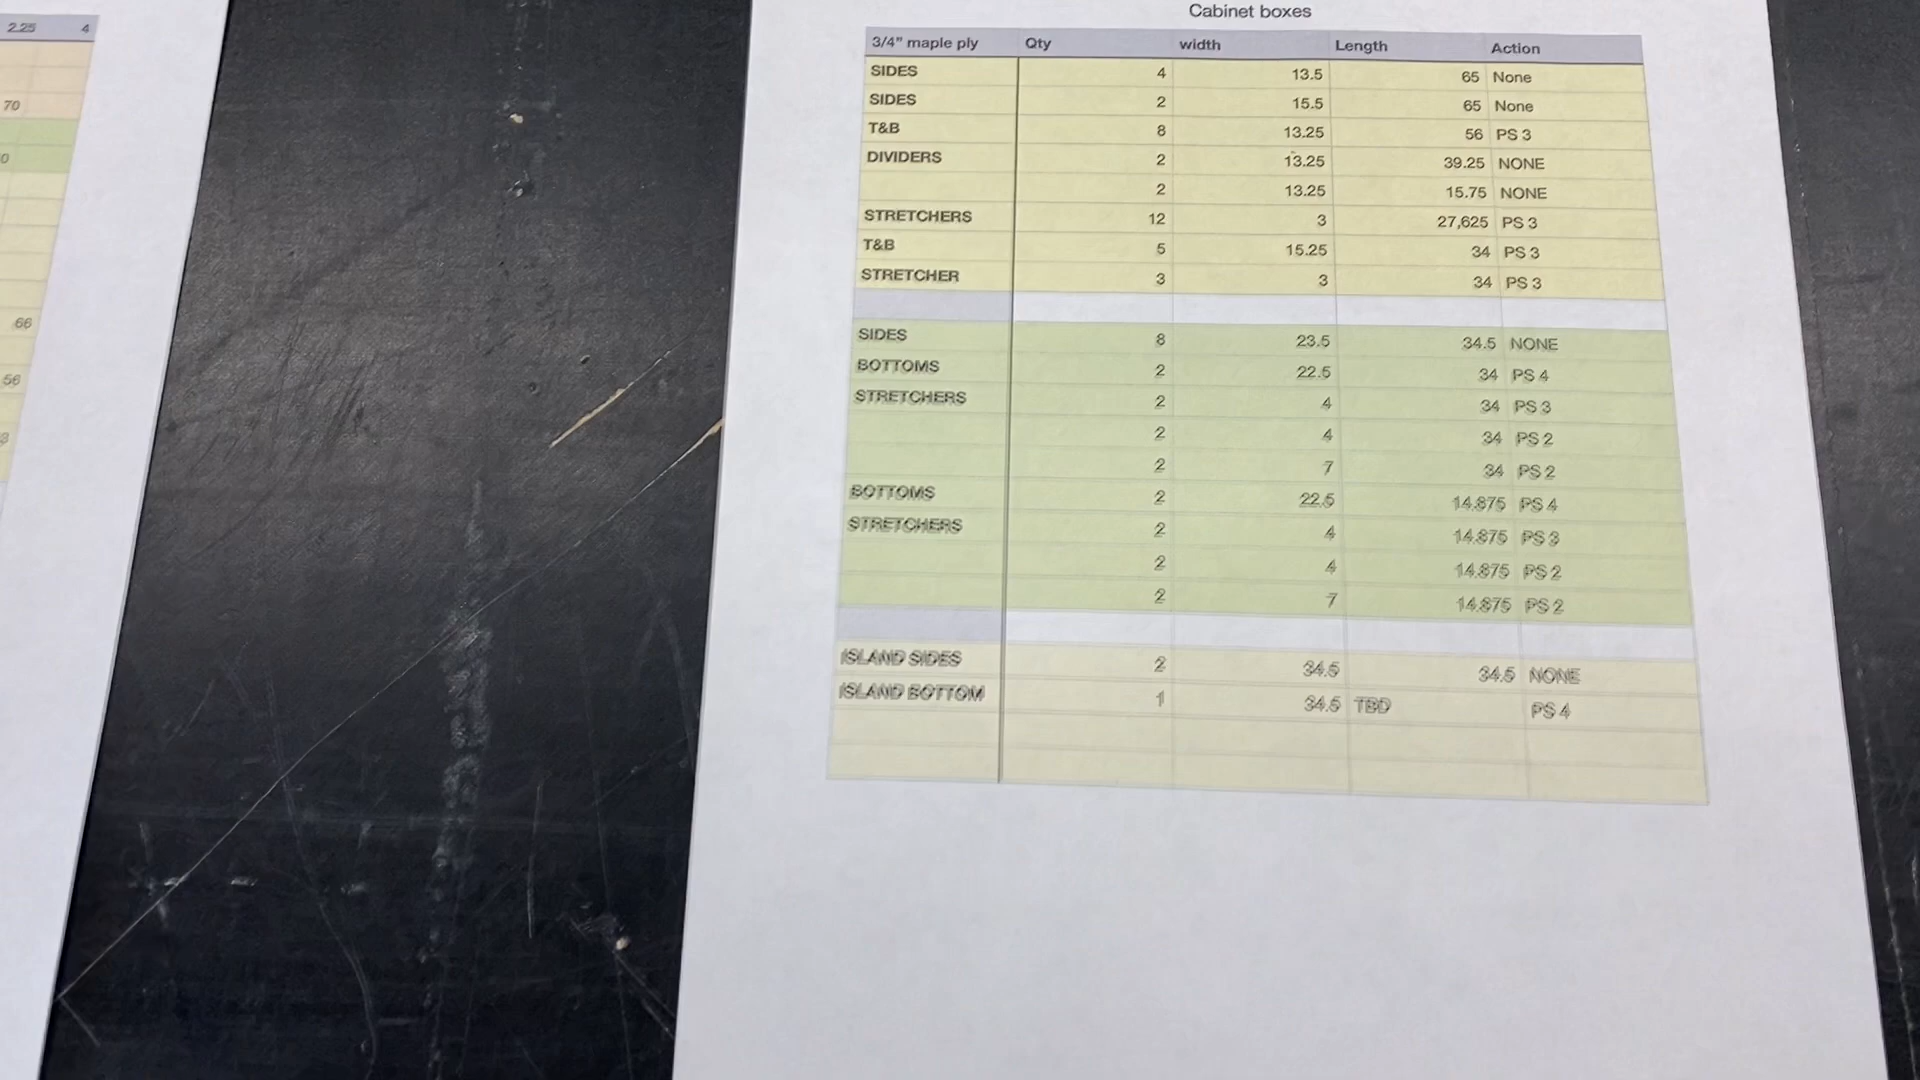 2.25 4
70
0
66
56
Cabinet boxes
3/4" maple ply Qty width Length Action
SIDES 4 13.5 65 None
SIDES 2 15.5 65 None
T&B 8 13.25 56 PS 3
DIVIDERS 2 13.25 39.25 NONE
2 13.25 15.75 NONE
STRETCHERS 12 3 27,625 PS 3
T&B 5 15.25 34 PS 3
STRETCHER 3 3 34 PS 3
SIDES 8 23.5 34.5 NONE
BOTTOMS 2 22.5 34 PS 4
STRETCHERS 2 4 34 PS 3
2 4 34 PS 2
2 7 34 PS 2
BOTTOMS 2 22.5 14.875 PS 4
STRETCHERS 2 4 14.875 PS 3
2 4 14.875 PS 2
2 7 14.875 PS 2
ISLAND SIDES 2 34.5 34.5 NONE
ISLAND BOTTOM 1 34.5 TBD PS 4